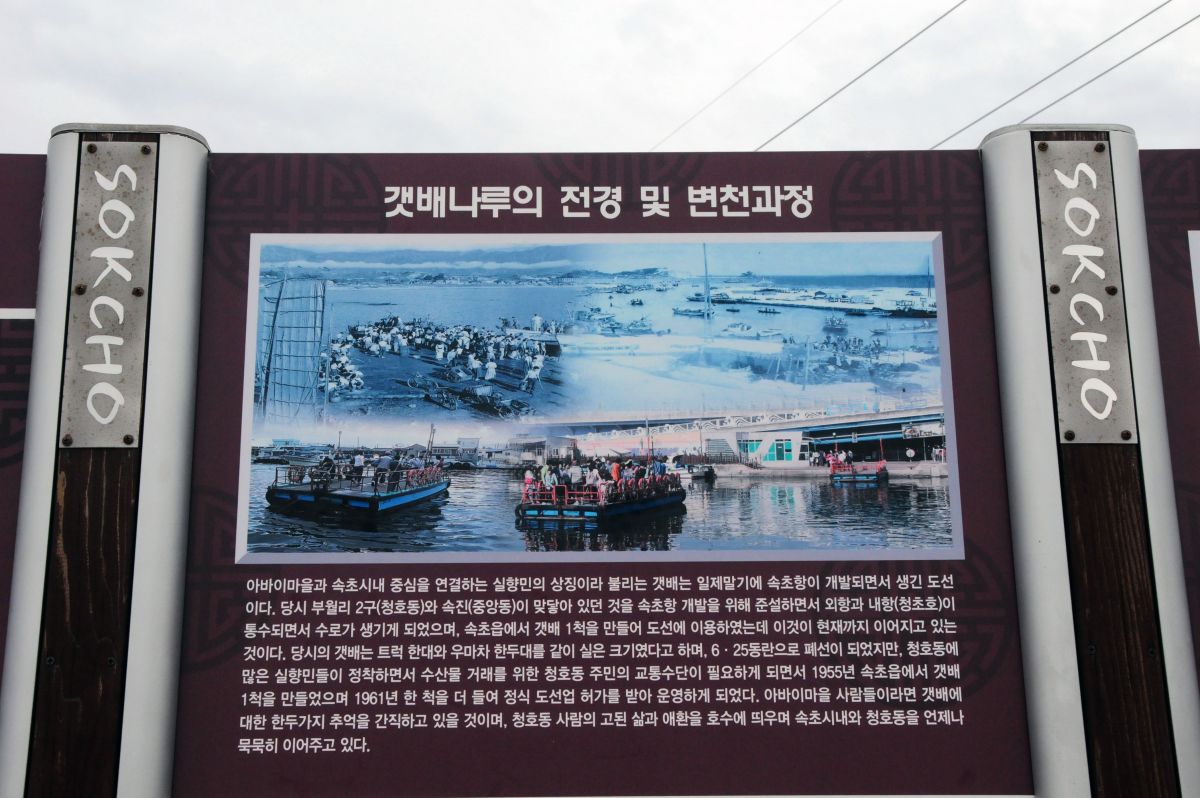 SOKCHO
SOKCHO
갯배나루의 전경 및 변천과정
아바이마을과 속초시내 중심을 연결하는 실향민의 상징이라 불리는 갯배는 일제말기에 속초항이 개발되면서 생긴 도선
이다. 당시 부월리 2구(청호동)와 속진(중앙동)이 맞닿아 있던 것을 속초항 개발을 위해 준설하면서 외항과 내항(청초호)이
통수되면서 수로가 생기게 되었으며, 속초읍에서 갯배 1척을 만들어 도선에 이용하였는데 이것이 현재까지 이어지고 있는
것이다. 당시의 갯배는 트럭 한대와 우마차 한두대를 같이 실은 크기였다고 하며, 6 · 25동란으로 폐선이 되었지만, 청호동에
많은 실향민들이 정착하면서 수산물 거래를 위한 청호동 주민의 교통수단이 필요하게 되면서 1955년 속초읍에서 갯배
1척을 만들었으며 1961년 한 척을 더 들여 정식 도선업 허가를 받아 운영하게 되었다. 아바이마을 사람들이라면 갯배에
대한 한두가지 추억을 간직하고 있을 것이며, 청호동 사람의 고된 삶과 애환을 호수에 띄우며 속초시내와 청호동을 언제나
묵묵히 이어주고 있다.